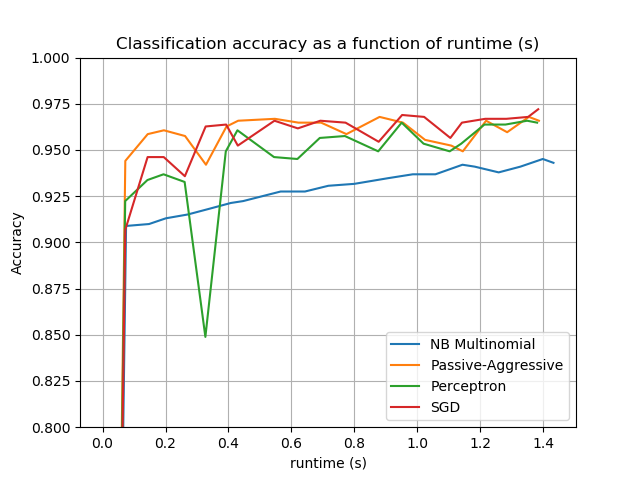 Classification accuracy as a function of runtime (s)
1.000
0.975
0.950
0.925
0.900
0.875
0.850
0.825
0.800
Accuracy
NB Multinomial
Passive-Aggressive
Perceptron
SGD
0.0 0.2 0.4 0.6 0.8 1.0 1.2 1.4
runtime (s)